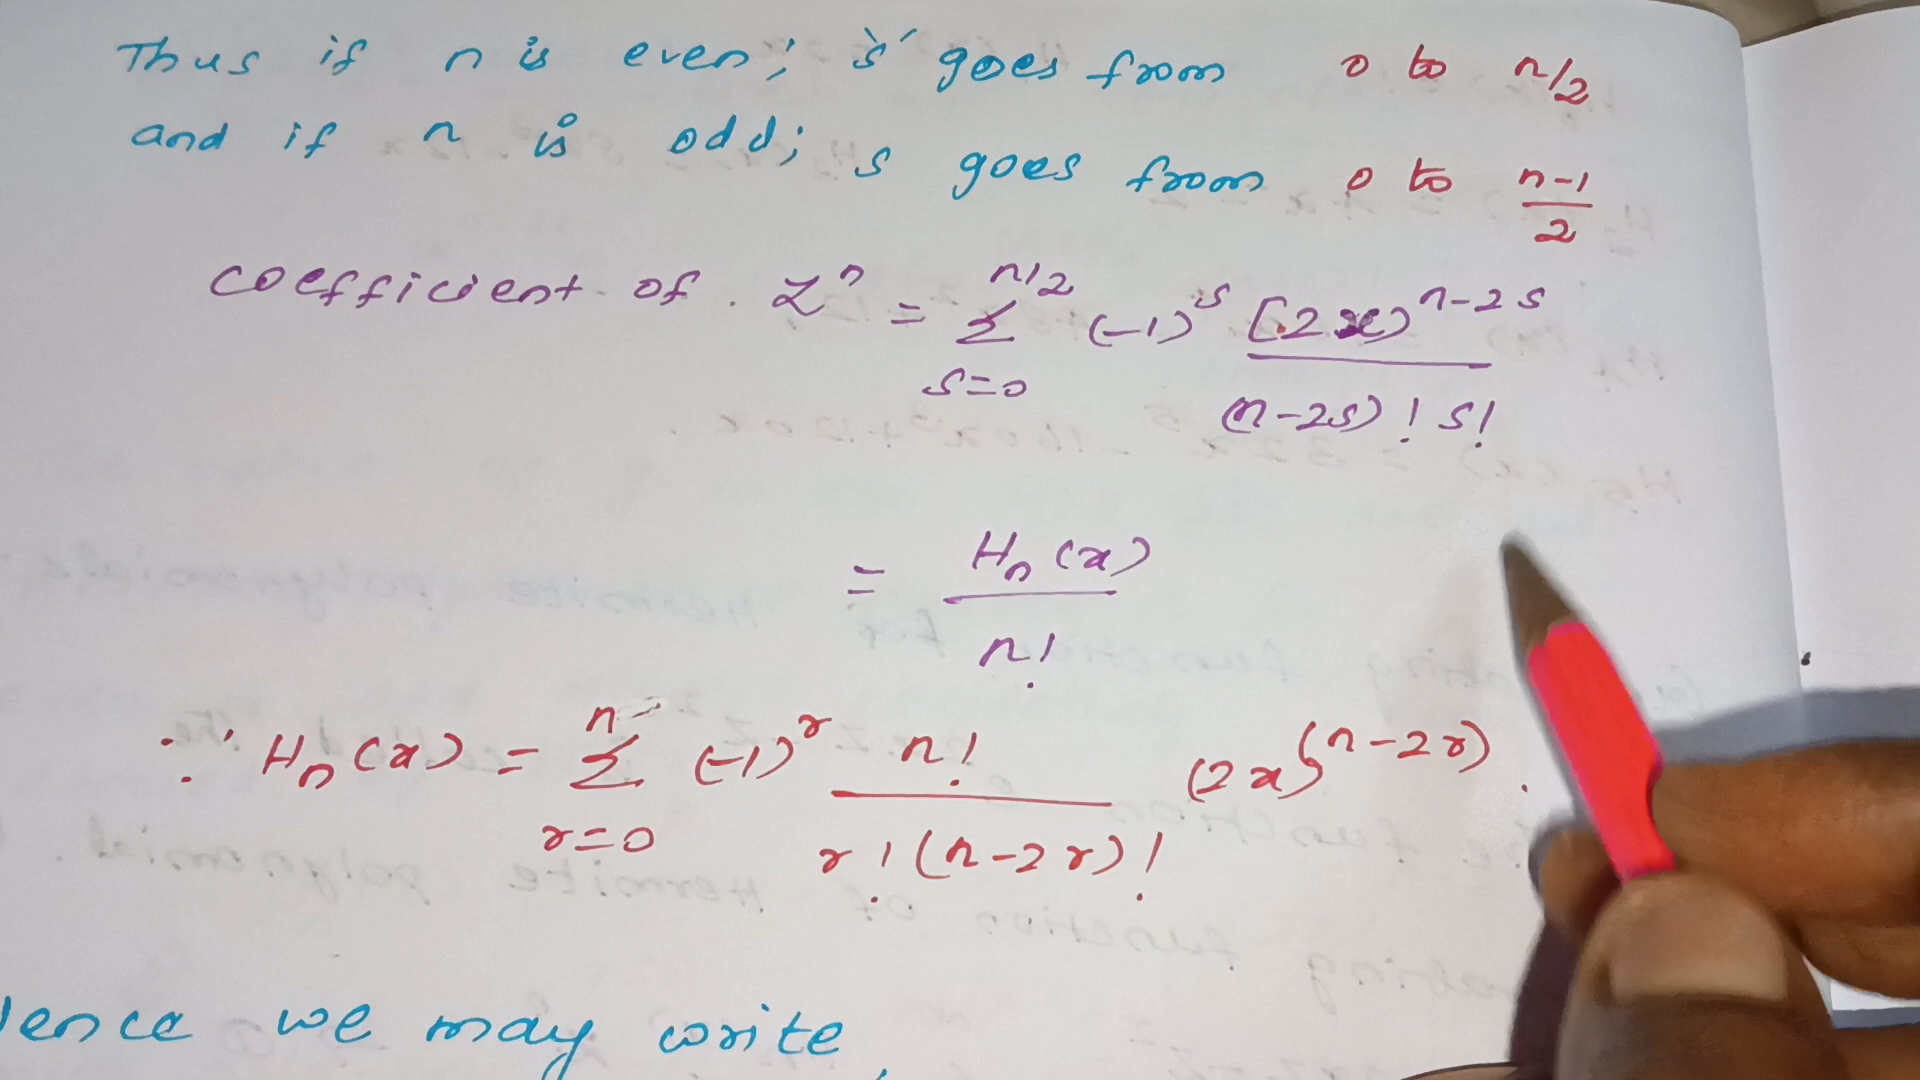 Thus if n is even; 's' goes from 0 to n/2
and if n is odd; s goes from 0 to (n-1)/2
coefficient of z^n = Σ_{s=0}^{n/2} (-1)^s (2x)^{n-2s} / (n-2s)! s!
= H_n(x) / n!
∵ H_n(x) = Σ_{r=0}^{n} (-1)^r n! / r!(n-2r)! (2x)^{(n-2r)}.
ence we may write,